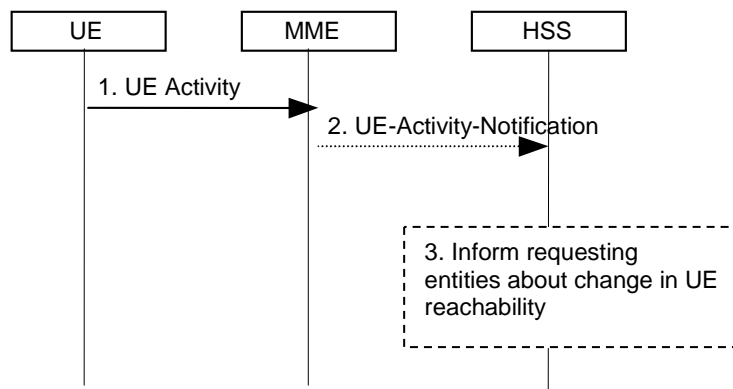 UE
MME
HSS
1. UE Activity
2. UE-Activity-Notification
3. Inform requesting
entities about change in UE
reachability